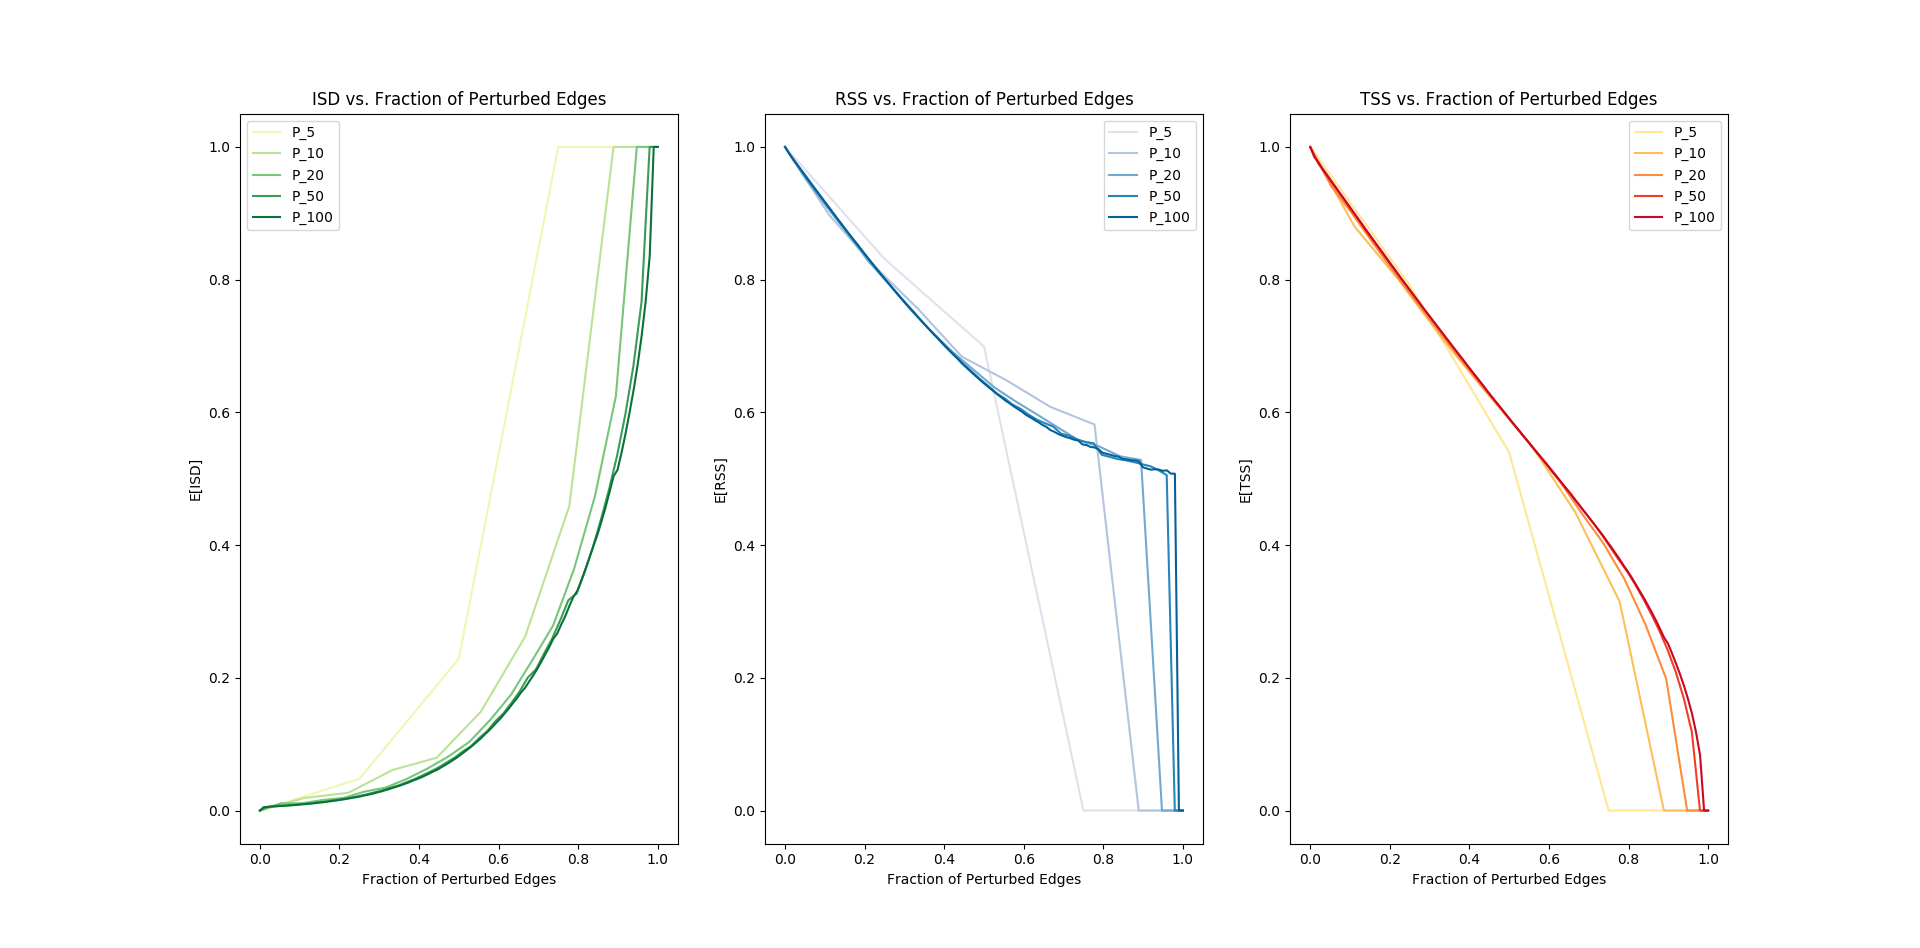 ISD vs. Fraction of Perturbed Edges
P_5
P_10
P_20
P_50
P_100
1.0
0.8
0.6
0.4
0.2
0.0
E[ISD]
0.0 0.2 0.4 0.6 0.8 1.0
Fraction of Perturbed Edges
RSS vs. Fraction of Perturbed Edges
P_5
P_10
P_20
P_50
P_100
1.0
0.8
0.6
0.4
0.2
0.0
E[RSS]
0.0 0.2 0.4 0.6 0.8 1.0
Fraction of Perturbed Edges
TSS vs. Fraction of Perturbed Edges
P_5
P_10
P_20
P_50
P_100
1.0
0.8
0.6
0.4
0.2
0.0
E[TSS]
0.0 0.2 0.4 0.6 0.8 1.0
Fraction of Perturbed Edges